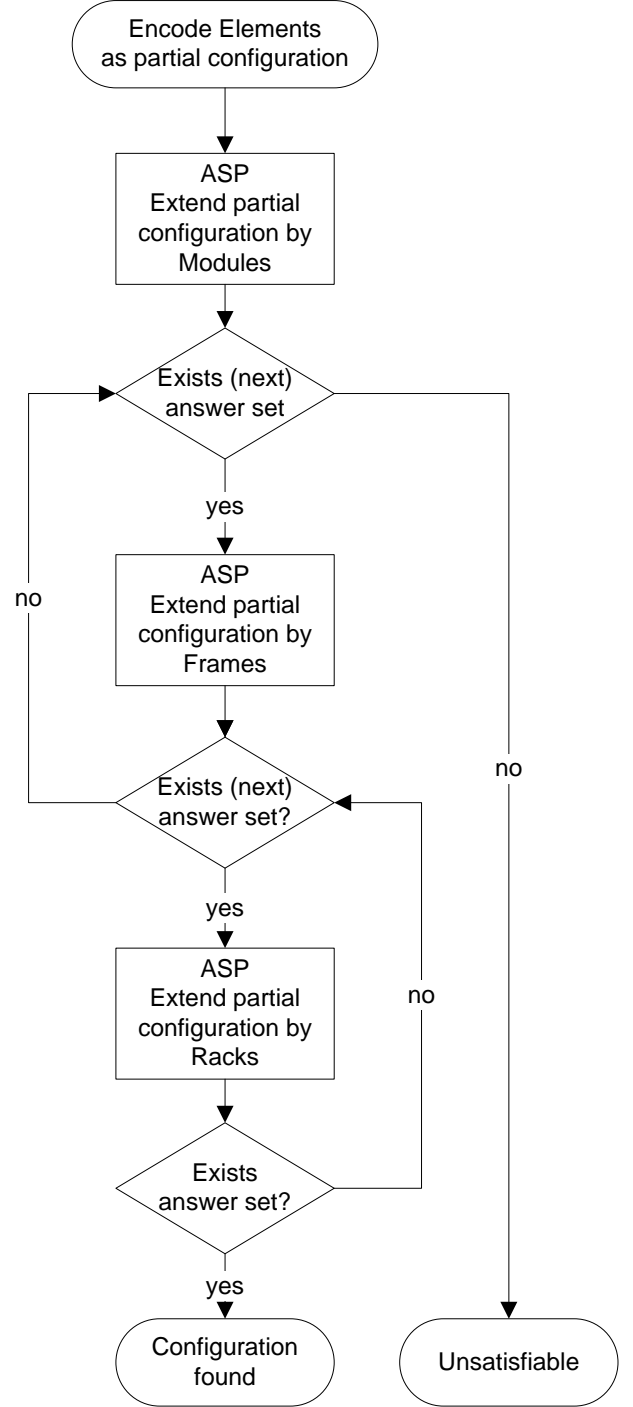 Encode Elements
as partial configuration
ASP
Extend partial
configuration by
Modules
Exists (next)
answer set
yes
ASP
Extend partial
configuration by
Frames
no
Exists (next)
answer set?
no
yes
ASP
Extend partial
configuration by
Racks
no
Exists
answer set?
yes
Configuration
found
Unsatisfiable